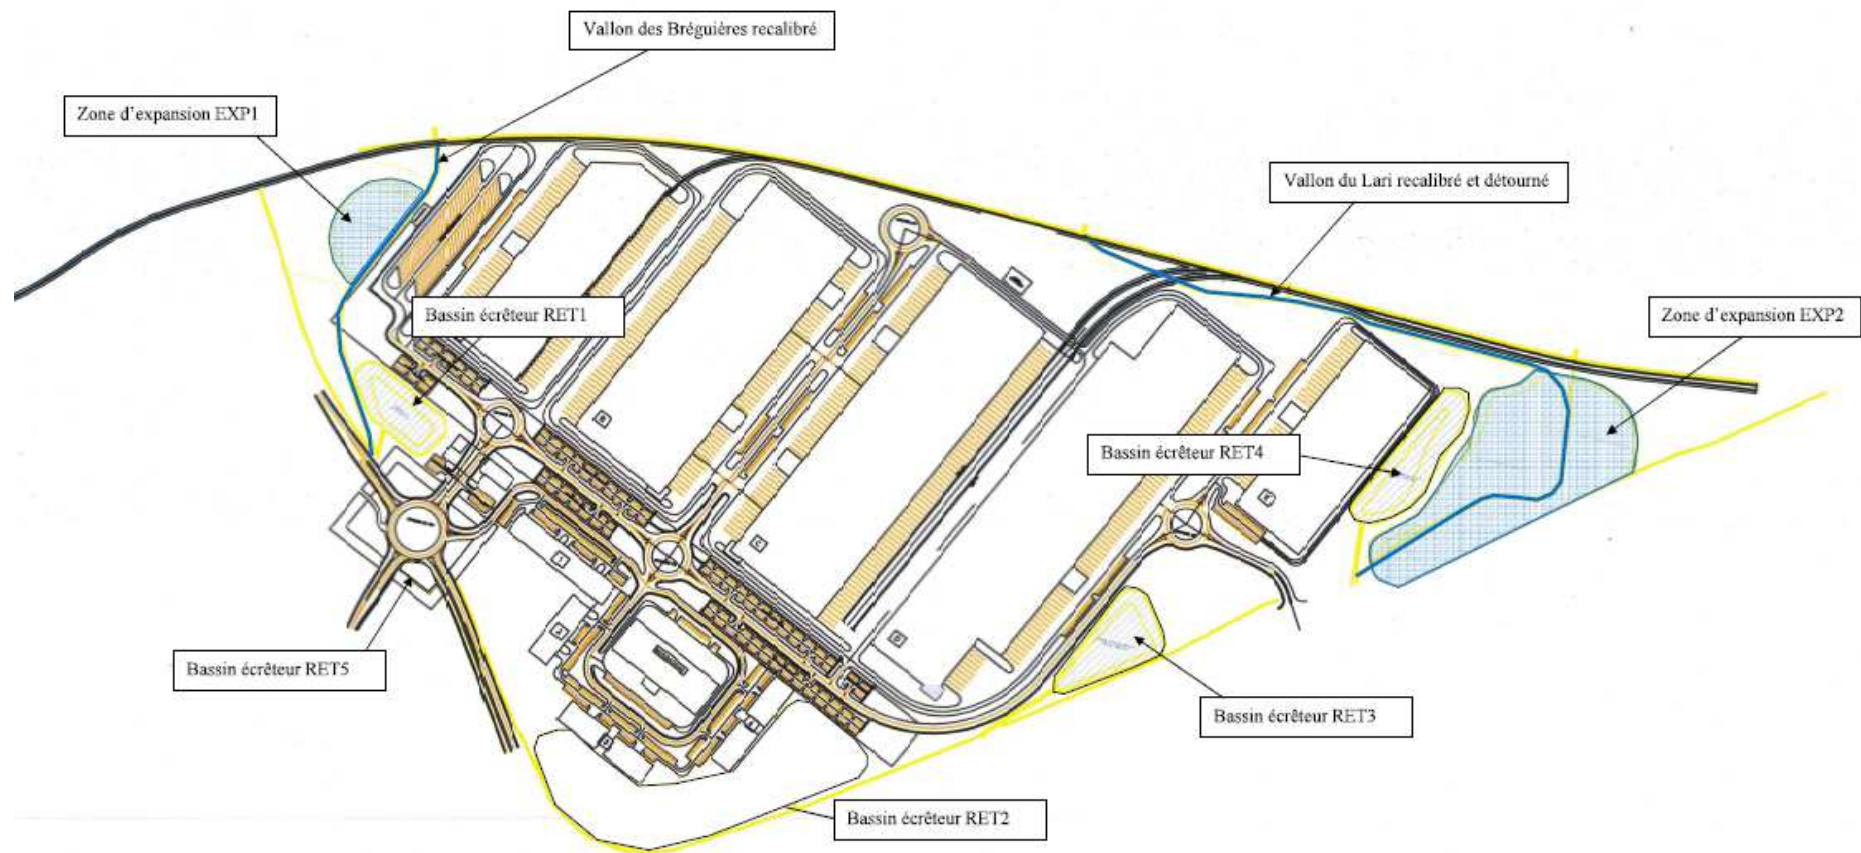 Vallon des Bréguières recalibré
Zone d'expansion EXP1
Vallon du Lari recalibré et détourné
Bassin écrêteur RET1
Zone d'expansion EXP2
Bassin écrêteur RET4
Bassin écrêteur RET5
Bassin écrêteur RET3
Bassin écrêteur RET2